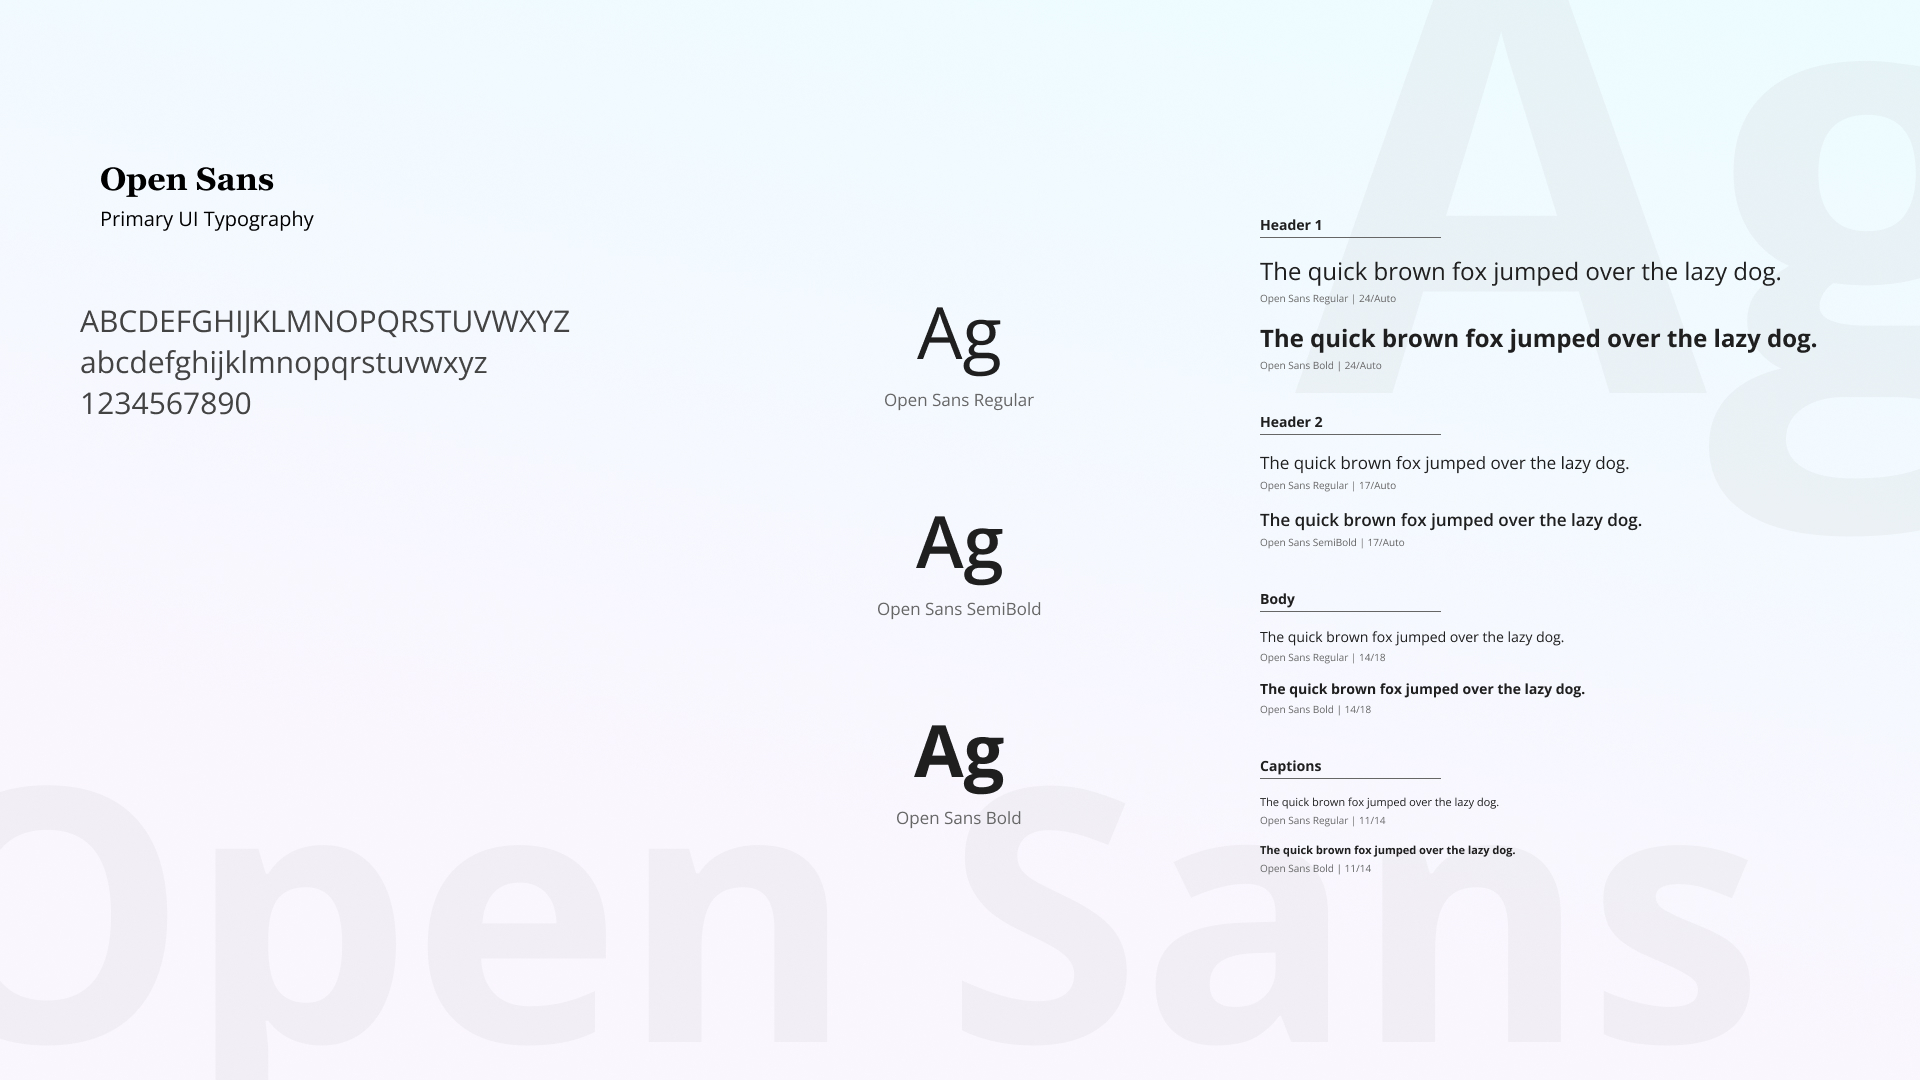 Open Sans
Primary UI Typography
ABCDEFGHIJKLMNOPQRSTUVWXYZ
abcdefghijklmnopqrstuvwxyz
1234567890
Ag
Open Sans Regular
Ag
Open Sans SemiBold
Ag
Open Sans Bold
Ag
Header 1
The quick brown fox jumped over the lazy dog.
Open Sans Regular | 24/Auto
The quick brown fox jumped over the lazy dog.
Open Sans Bold | 24/Auto
Header 2
The quick brown fox jumped over the lazy dog.
Open Sans Regular | 17/Auto
The quick brown fox jumped over the lazy dog.
Open Sans SemiBold | 17/Auto
Body
The quick brown fox jumped over the lazy dog.
Open Sans Regular | 14/18
The quick brown fox jumped over the lazy dog.
Open Sans Bold | 14/18
Captions
The quick brown fox jumped over the lazy dog.
Open Sans Regular | 11/14
The quick brown fox jumped over the lazy dog.
Open Sans Bold | 11/14
Open Sans